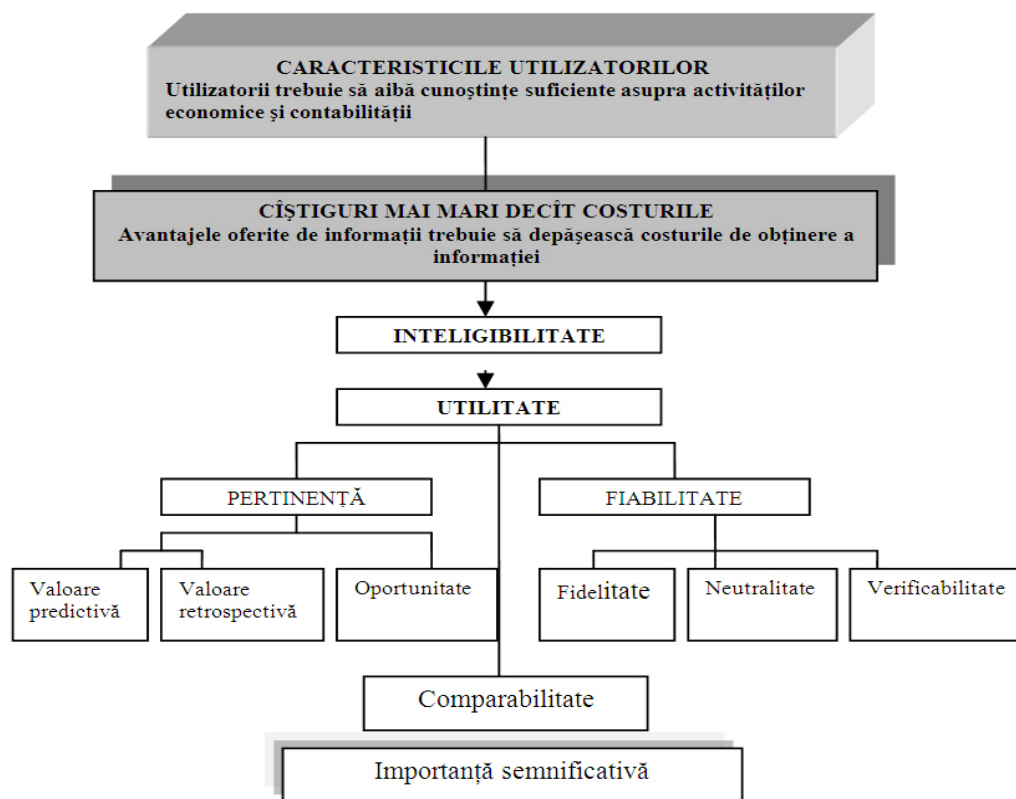 CARACTERISTICILE UTILIZATORILOR
Utilizatorii trebuie să aibă cunoştinţe suficiente asupra activităţilor
economice şi contabilităţii
CÎŞTIGURI MAI MARI DECÎT COSTURILE
Avantajele oferite de informaţii trebuie să depăşească costurile de obţinere a
informaţiei
INTELIGIBILITATE
UTILITATE
PERTINENŢĂ
FIABILITATE
Valoare
predictivă
Valoare
retrospectivă
Oportunitate
Fidelitate
Neutralitate
Verificabilitate
Comparabilitate
Importanţă semnificativă